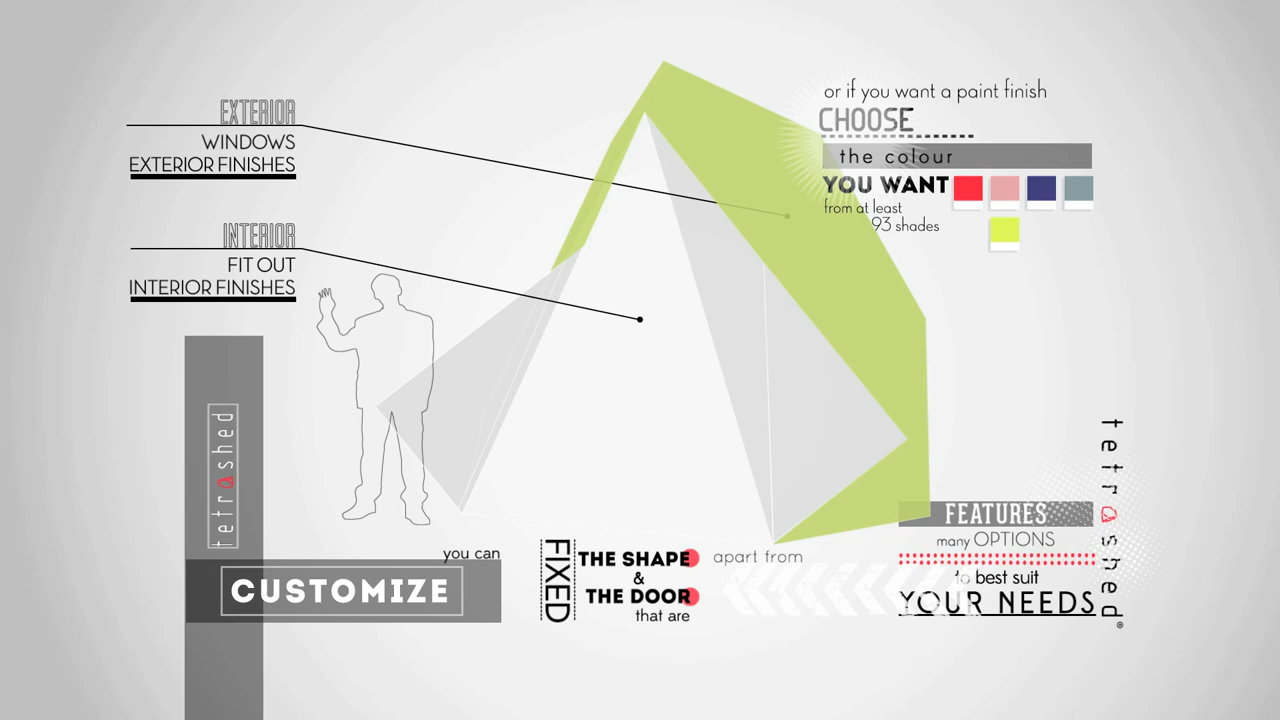 EXTERIOR
WINDOWS
EXTERIOR FINISHES
INTERIOR
FIT OUT
INTERIOR FINISHES
or if you want a paint finish
CHOOSE
the colour
YOU WANT
from at least
93 shades
tetrashed
you can
CUSTOMIZE
FIXED
THE SHAPE
&
THE DOOR
that are
apart from
FEATURES
many OPTIONS
to best suit
YOUR NEEDS
tetrashed®